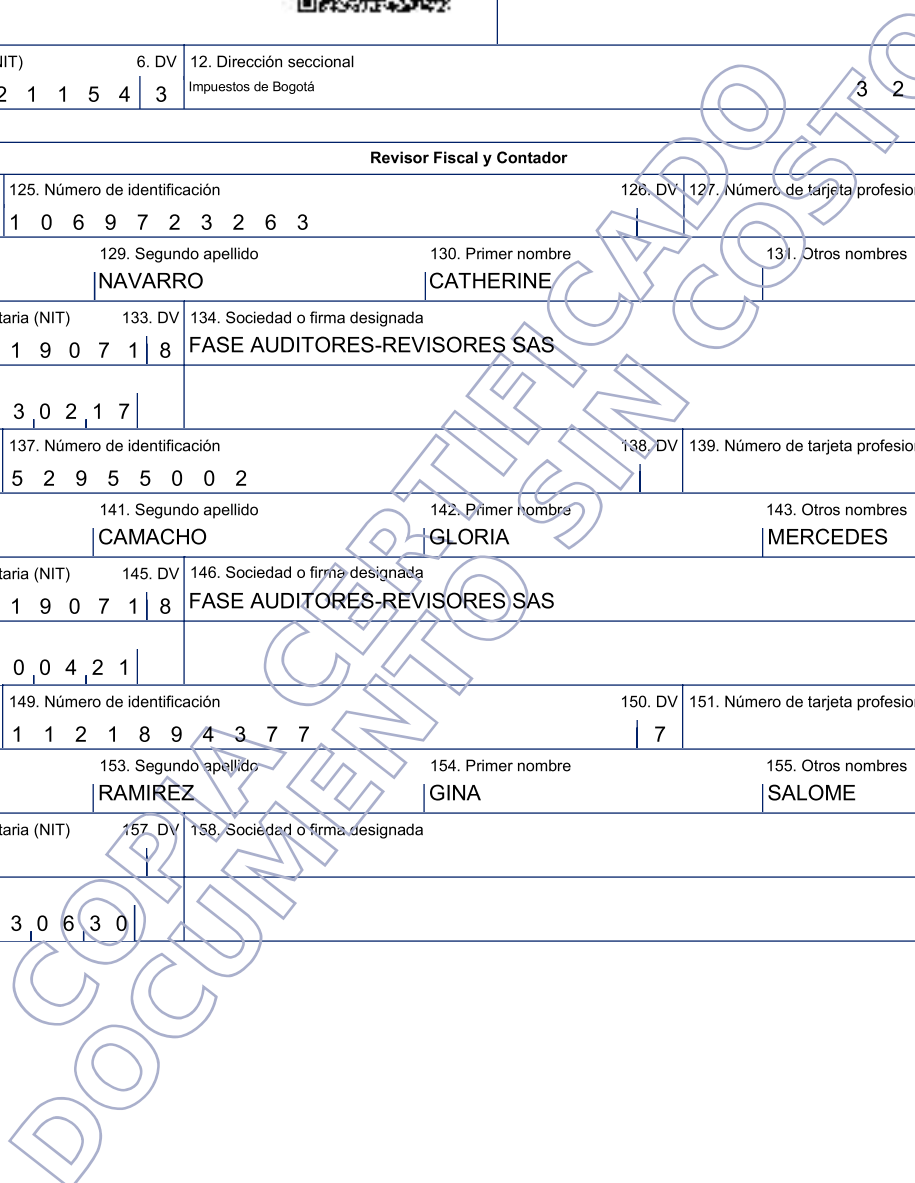 NIT) 6. DV 12. Dirección seccional
2 1 1 5 4 3 Impuestos de Bogotá 3 2
Revisor Fiscal y Contador
125. Número de identificación 126. DV 127. Número de tarjeta profesio
1 0 6 9 7 2 3 2 6 3
129. Segundo apellido 130. Primer nombre 131. Otros nombres
NAVARRO CATHERINE
taria (NIT) 133. DV 134. Sociedad o firma designada
1 9 0 7 1 8 FASE AUDITORES-REVISORES SAS
3 0 2 1 7
137. Número de identificación 138. DV 139. Número de tarjeta profesio
5 2 9 5 5 0 0 2
141. Segundo apellido 142. Primer nombre 143. Otros nombres
CAMACHO GLORIA MERCEDES
taria (NIT) 145. DV 146. Sociedad o firma designada
1 9 0 7 1 8 FASE AUDITORES-REVISORES SAS
0 0 4 2 1
149. Número de identificación 150. DV 151. Número de tarjeta profesio
1 1 2 1 8 9 4 3 7 7 7
153. Segundo apellido 154. Primer nombre 155. Otros nombres
RAMIREZ GINA SALOME
taria (NIT) 157. DV 158. Sociedad o firma designada
3 0 6 3 0
COPIA CERTIFICADO
DOCUMENTO SIN COSTO